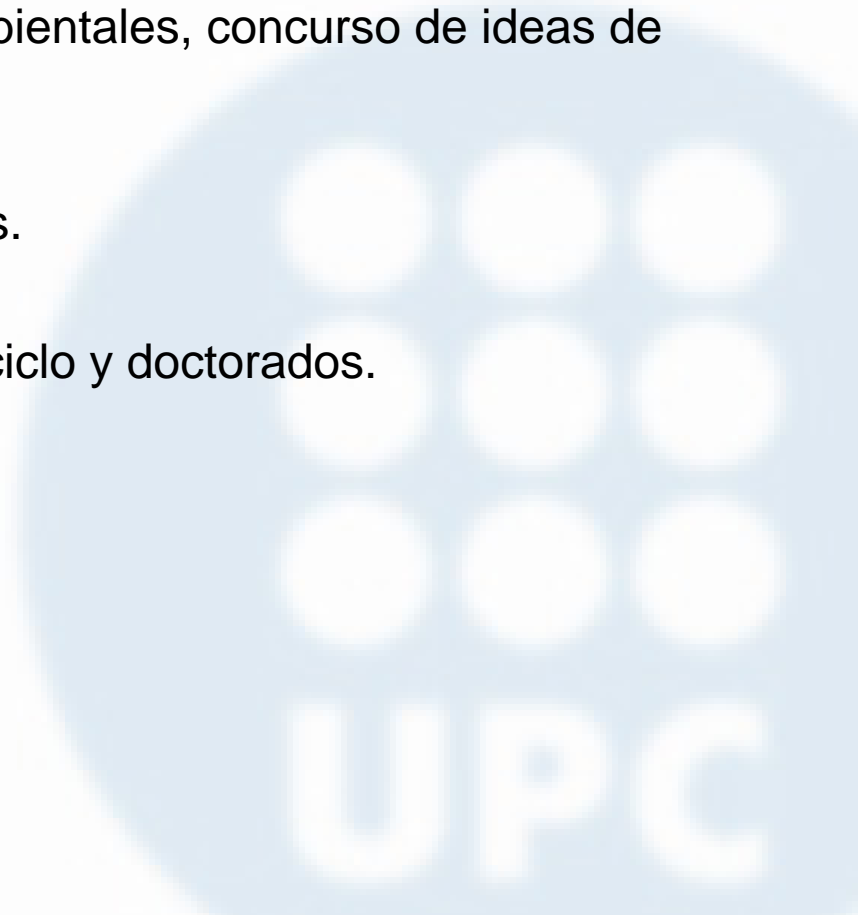 bientales, concurso de ideas de
s.
ciclo y doctorados.
UPC